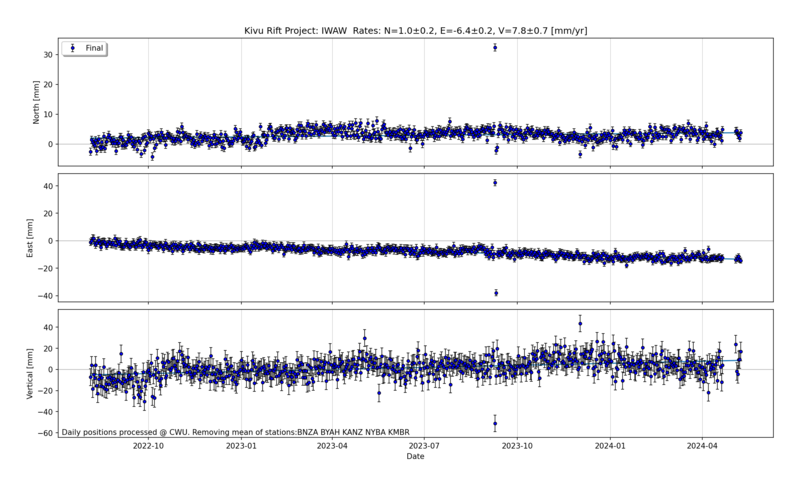 Kivu Rift Project: IWAW Rates: N=1.0±0.2, E=-6.4±0.2, V=7.8±0.7 [mm/yr]
Final
North [mm]
30
20
10
0
East [mm]
40
20
0
−20
−40
Vertical [mm]
40
20
0
−20
−40
−60
Daily positions processed @ CWU. Removing mean of stations:BNZA BYAH KANZ NYBA KMBR
2022-10 2023-01 2023-04 2023-07 2023-10 2024-01 2024-04
Date